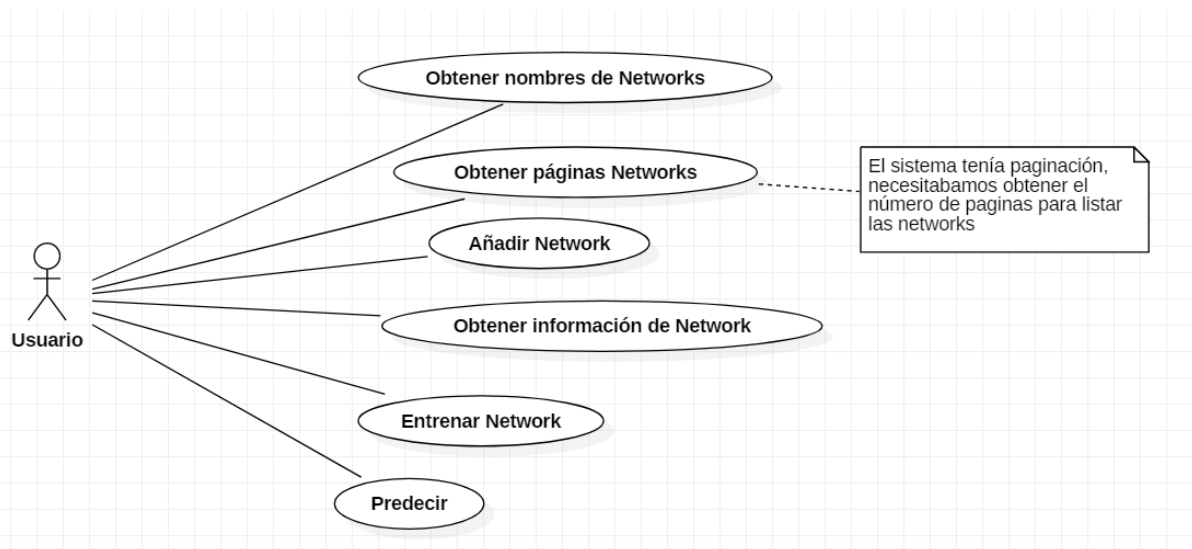 Obtener nombres de Networks
Obtener páginas Networks
El sistema tenía paginación,
necesitabamos obtener el
número de paginas para listar
las networks
Añadir Network
Usuario
Obtener información de Network
Entrenar Network
Predecir